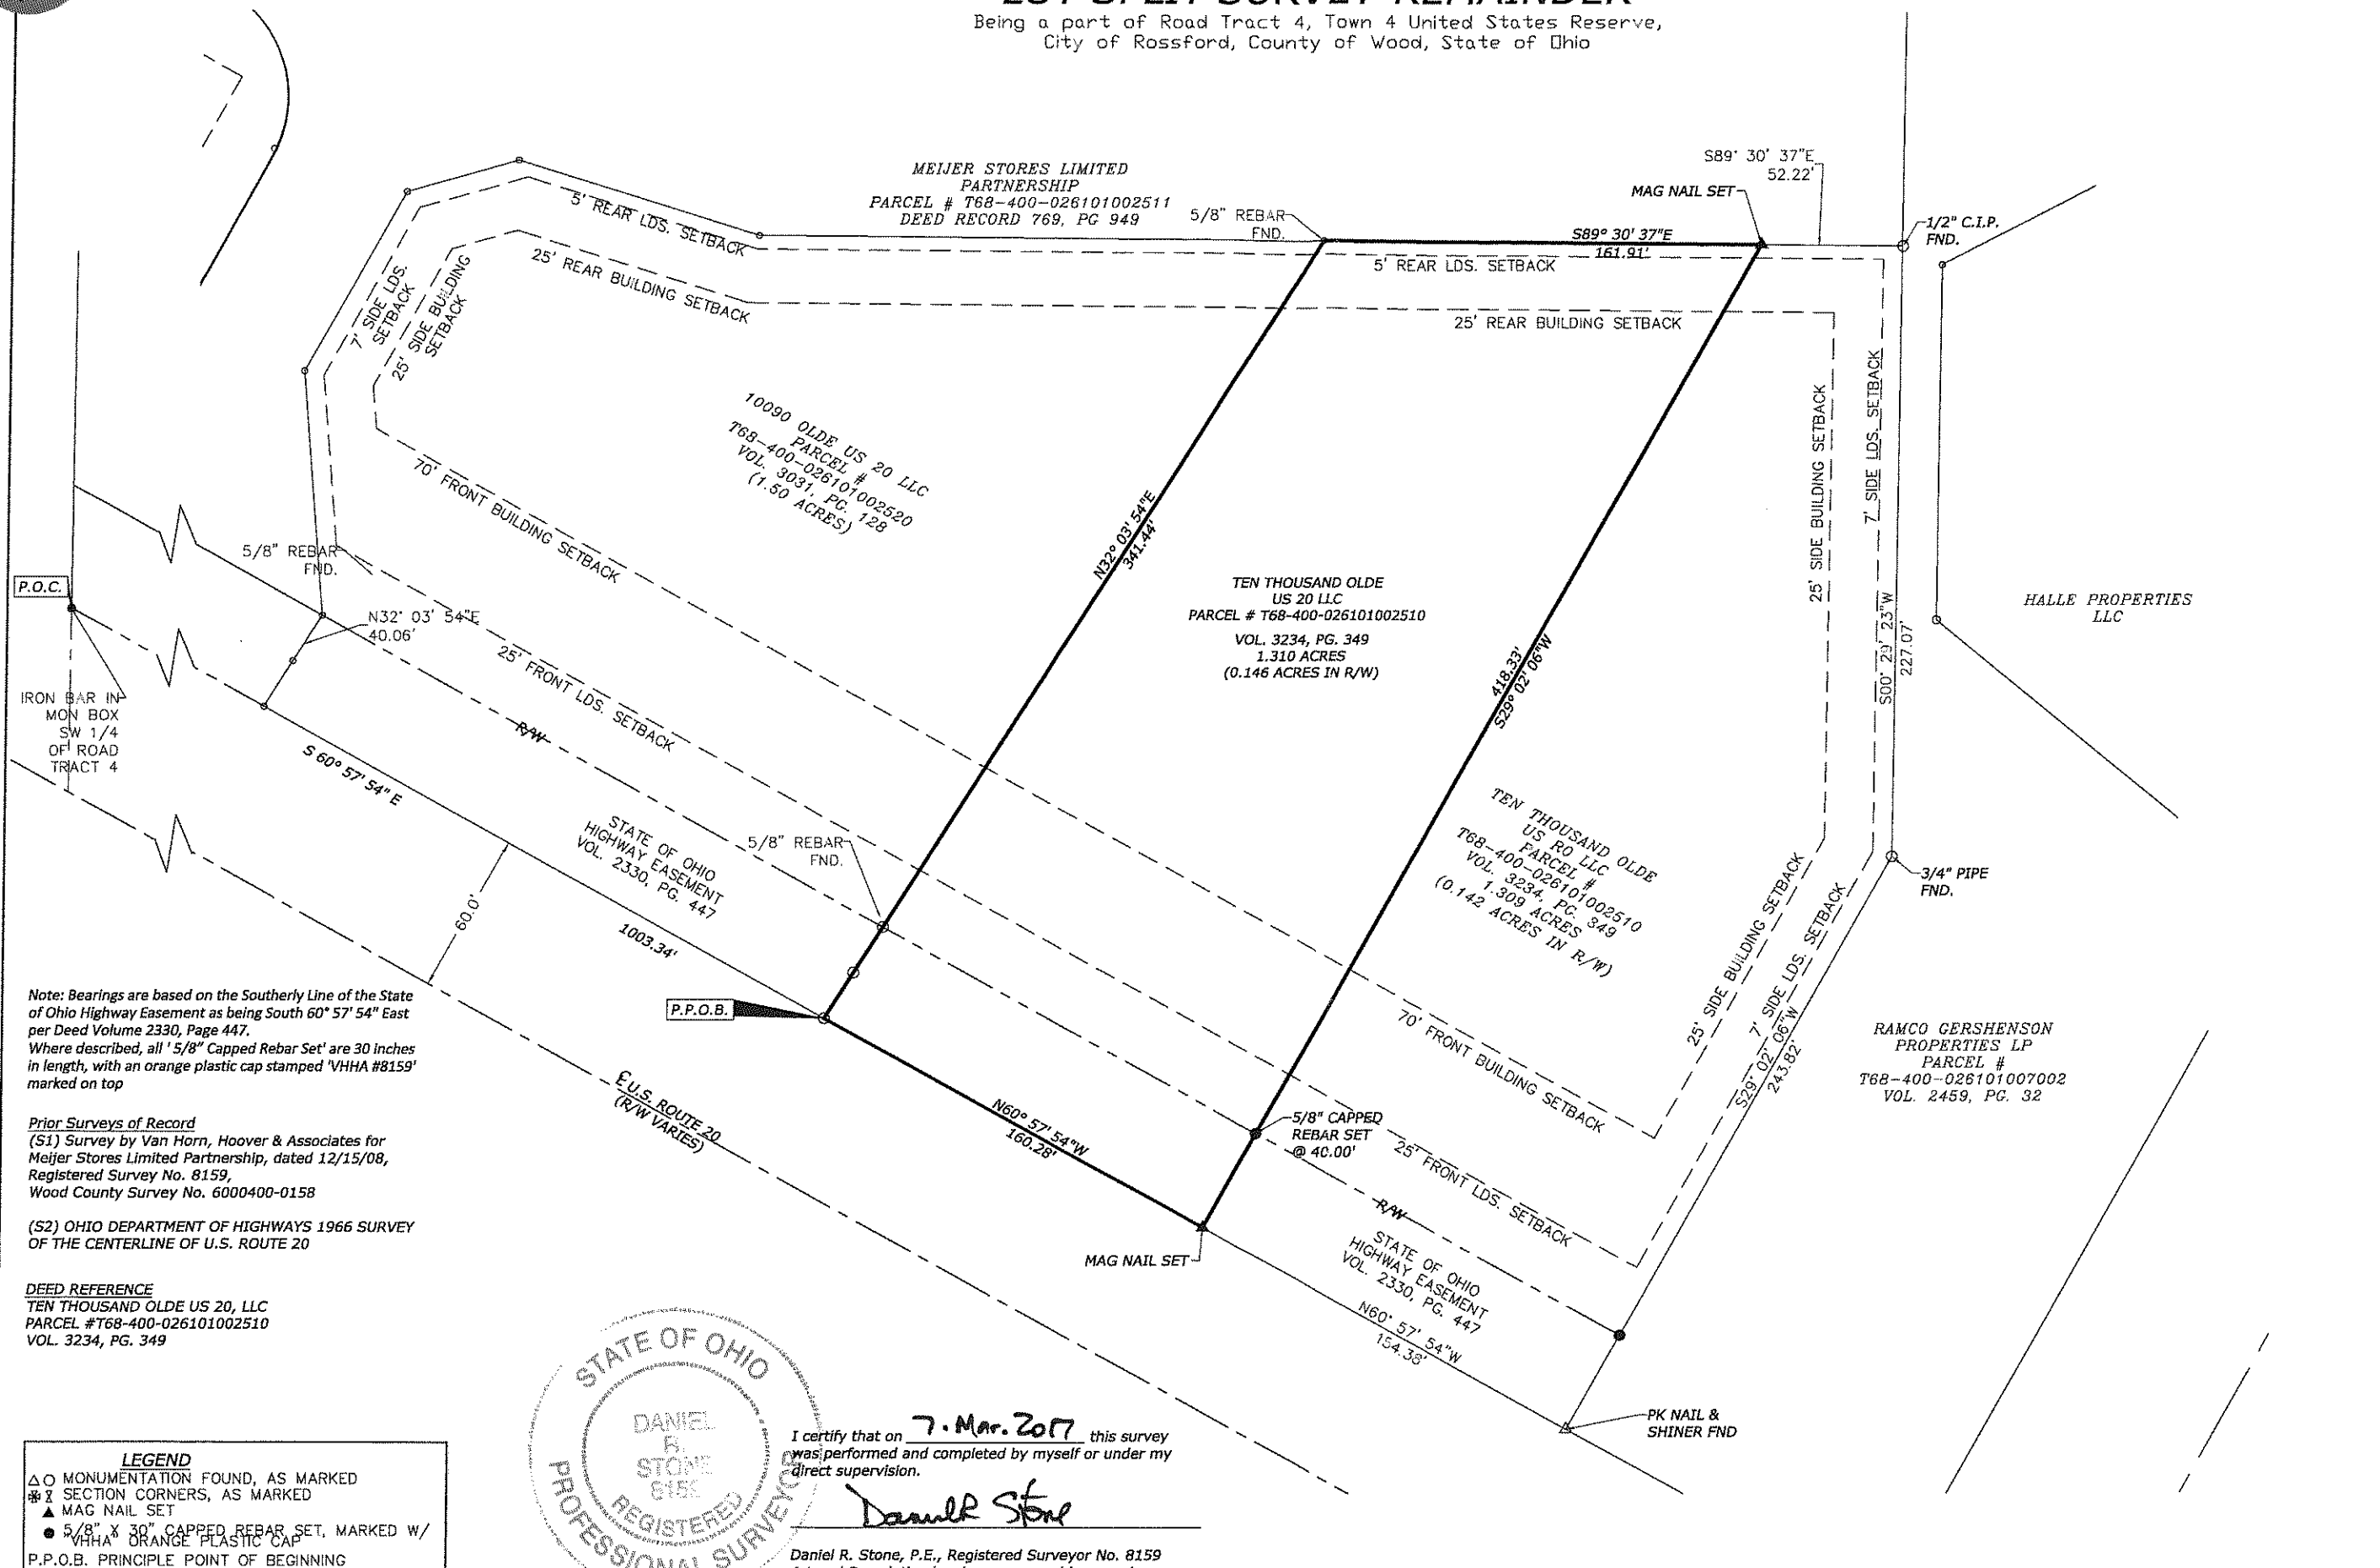 LOT SPLIT SURVEY REMAINDER
Being a part of Road Tract 4, Town 4 United States Reserve,
City of Rossford, County of Wood, State of Ohio
MEIJER STORES LIMITED
PARTNERSHIP
PARCEL # T68-400-026101002511
DEED RECORD 769, PG 949
5/8" REBAR
FND.
S89° 30' 37"E
52.22'
MAG NAIL SET
1/2" C.I.P.
FND.
S89° 30' 37"E
161.91'
5' REAR LDS. SETBACK
25' REAR BUILDING SETBACK
5' REAR LDS. SETBACK
25' REAR BUILDING SETBACK
7' SIDE LDS.
SETBACK
25' SIDE BUILDING
SETBACK
10090 OLDE US 20 LLC
PARCEL #
T68-400-026101002520
VOL. 3031, PG. 128
(1.50 ACRES)
70' FRONT BUILDING SETBACK
25' FRONT LDS. SETBACK
5/8" REBAR
FND.
P.O.C.
N32° 03' 54"E
40.06'
IRON BAR IN
MON BOX
SW 1/4
OF ROAD
TRACT 4
R/W
S 60° 57' 54" E
1003.34'
STATE OF OHIO
HIGHWAY EASEMENT
VOL. 2330, PG. 447
60.0'
5/8" REBAR
FND.
N32° 03' 54"E
341.44'
TEN THOUSAND OLDE
US 20 LLC
PARCEL # T68-400-026101002510
VOL. 3234, PG. 349
1.310 ACRES
(0.146 ACRES IN R/W)
418.33'
S29° 02' 06"W
25' SIDE BUILDING SETBACK
7' SIDE LDS. SETBACK
S00° 29' 23"W
227.07'
HALLE PROPERTIES
LLC
3/4" PIPE
FND.
TEN THOUSAND OLDE
US RO LLC
PARCEL #
T68-400-026101002510
VOL. 3234, PG. 349
1.309 ACRES
(0.142 ACRES IN R/W)
25' SIDE BUILDING SETBACK
7' SIDE LDS. SETBACK
S29° 02' 06"W
243.82'
RAMCO GERSHENSON
PROPERTIES LP
PARCEL #
T68-400-026101007002
VOL. 2459, PG. 32
P.P.O.B.
70' FRONT BUILDING SETBACK
25' FRONT LDS. SETBACK
5/8" CAPPED
REBAR SET
@ 40.00'
R/W
N60° 57' 54"W
160.28'
U.S. ROUTE 20
(R/W VARIES)
MAG NAIL SET
STATE OF OHIO
HIGHWAY EASEMENT
VOL. 2330, PG. 447
N60° 57' 54"W
154.38'
PK NAIL &
SHINER FND
Note: Bearings are based on the Southerly Line of the State
of Ohio Highway Easement as being South 60° 57' 54" East
per Deed Volume 2330, Page 447.
Where described, all ' 5/8" Capped Rebar Set' are 30 inches
in length, with an orange plastic cap stamped 'VHHA #8159'
marked on top
Prior Surveys of Record
(S1) Survey by Van Horn, Hoover & Associates for
Meijer Stores Limited Partnership, dated 12/15/08,
Registered Survey No. 8159,
Wood County Survey No. 6000400-0158
(S2) OHIO DEPARTMENT OF HIGHWAYS 1966 SURVEY
OF THE CENTERLINE OF U.S. ROUTE 20
DEED REFERENCE
TEN THOUSAND OLDE US 20, LLC
PARCEL #T68-400-026101002510
VOL. 3234, PG. 349
LEGEND
MONUMENTATION FOUND, AS MARKED
SECTION CORNERS, AS MARKED
MAG NAIL SET
5/8" X 30" CAPPED REBAR SET, MARKED W/
"VHHA" ORANGE PLASTIC CAP
P.P.O.B. PRINCIPLE POINT OF BEGINNING
STATE OF OHIO
DANIEL
R.
STONE
8159
REGISTERED
PROFESSIONAL SURVEYOR
I certify that on 7. Mar. 2017 this survey
was performed and completed by myself or under my
direct supervision.
Daniel R Stone
Daniel R. Stone, P.E., Registered Surveyor No. 8159